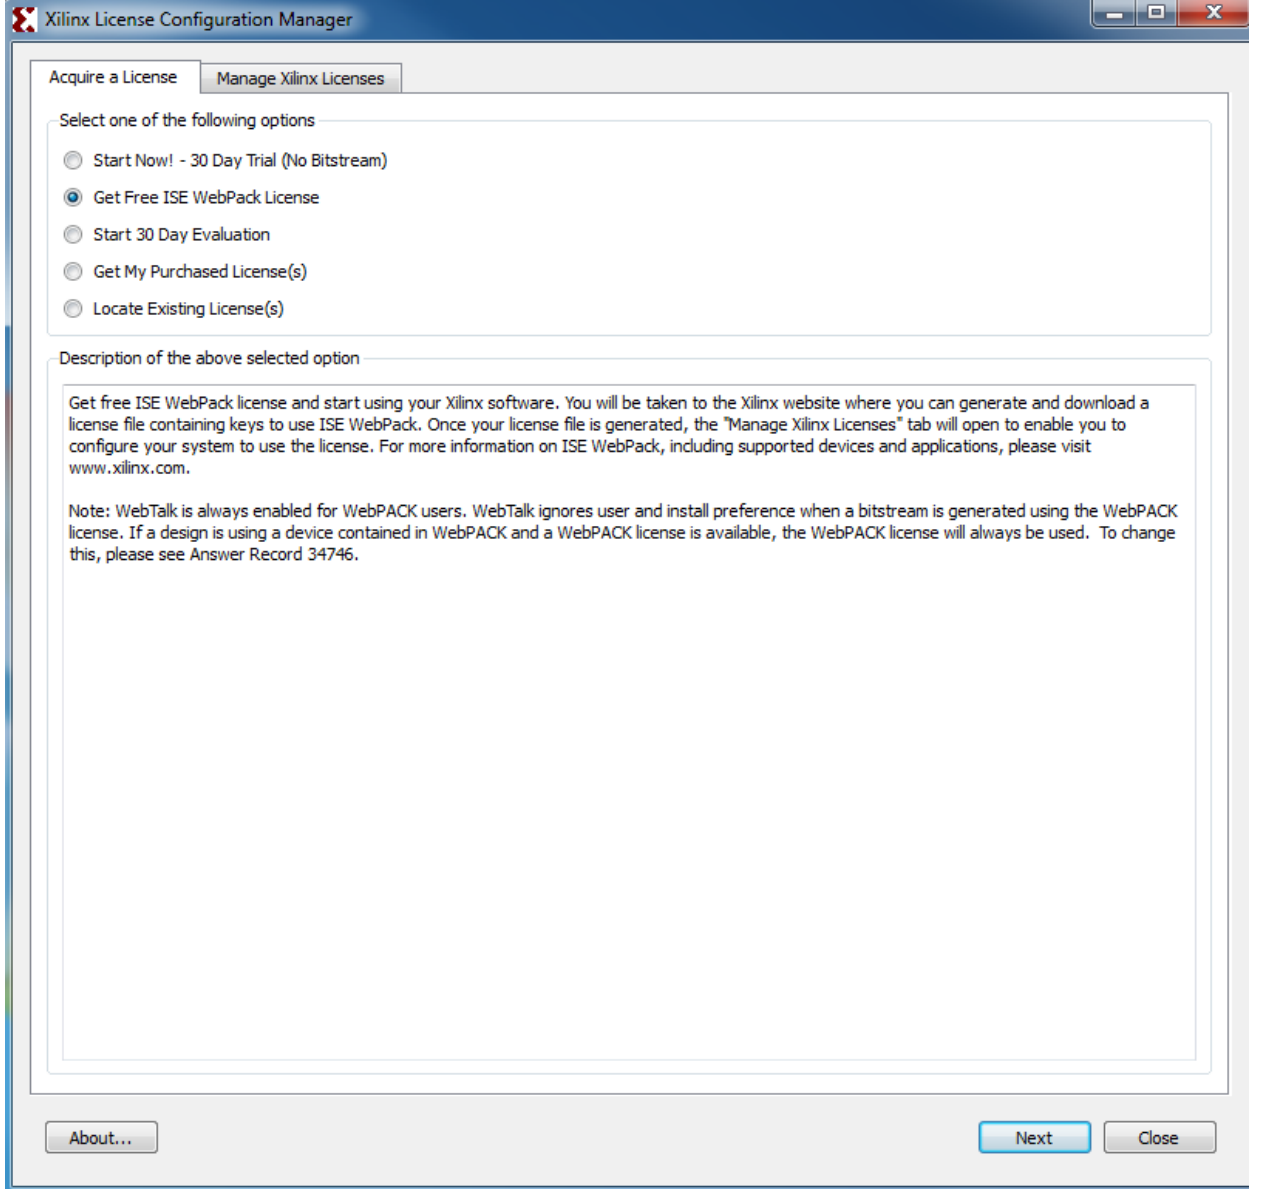 Xilinx License Configuration Manager
Acquire a License
Manage Xilinx Licenses
Select one of the following options
Start Now! - 30 Day Trial (No Bitstream)
Get Free ISE WebPack License
Start 30 Day Evaluation
Get My Purchased License(s)
Locate Existing License(s)
Description of the above selected option
Get free ISE WebPack license and start using your Xilinx software. You will be taken to the Xilinx website where you can generate and download a
license file containing keys to use ISE WebPack. Once your license file is generated, the "Manage Xilinx Licenses" tab will open to enable you to
configure your system to use the license. For more information on ISE WebPack, including supported devices and applications, please visit
www.xilinx.com.
Note: WebTalk is always enabled for WebPACK users. WebTalk ignores user and install preference when a bitstream is generated using the WebPACK
license. If a design is using a device contained in WebPACK and a WebPACK license is available, the WebPACK license will always be used.  To change
this, please see Answer Record 34746.
About...
Next
Close